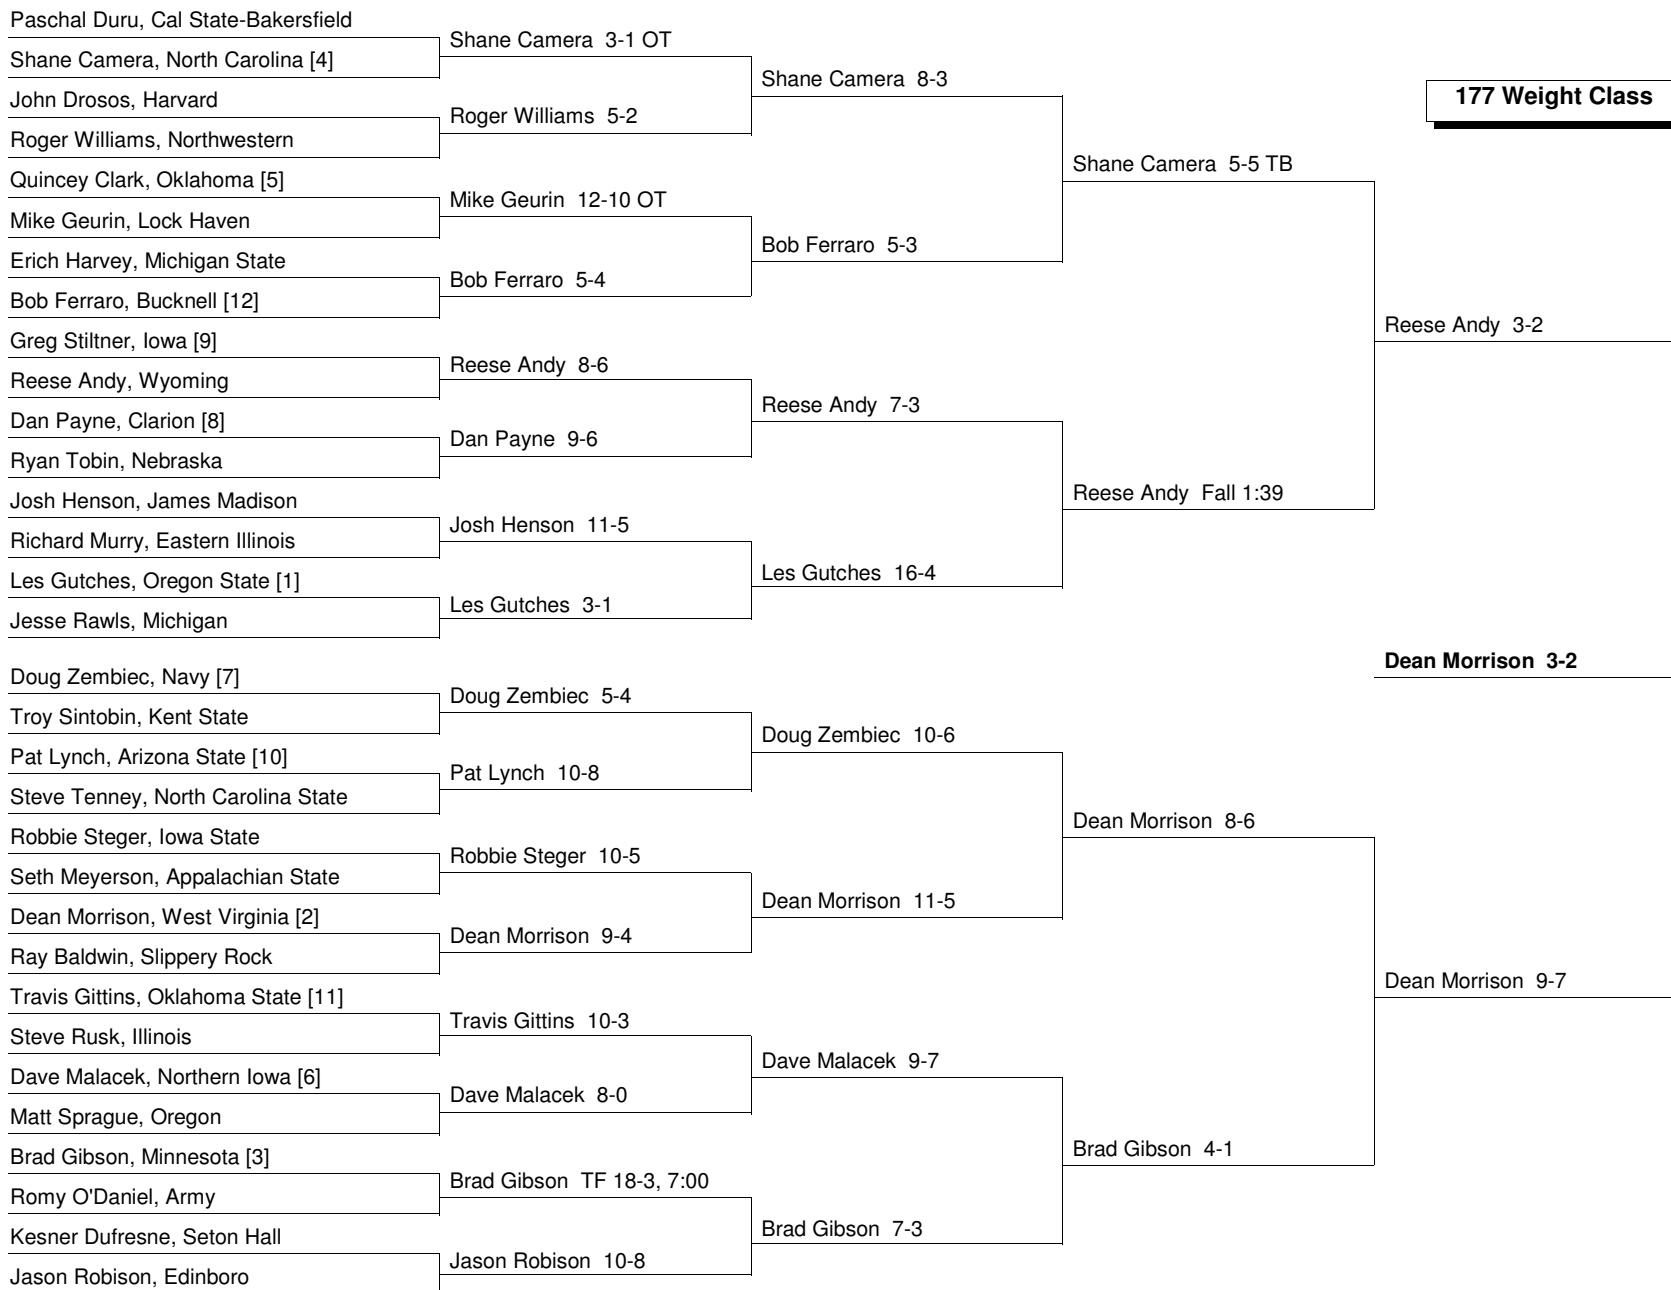 Paschal Duru, Cal State-Bakersfield
Shane Camera, North Carolina [4]
John Drosos, Harvard
Roger Williams, Northwestern
Quincey Clark, Oklahoma [5]
Mike Geurin, Lock Haven
Erich Harvey, Michigan State
Bob Ferraro, Bucknell [12]
Greg Stiltner, Iowa [9]
Reese Andy, Wyoming
Dan Payne, Clarion [8]
Ryan Tobin, Nebraska
Josh Henson, James Madison
Richard Murry, Eastern Illinois
Les Gutches, Oregon State [1]
Jesse Rawls, Michigan
Doug Zembiec, Navy [7]
Troy Sintobin, Kent State
Pat Lynch, Arizona State [10]
Steve Tenney, North Carolina State
Robbie Steger, Iowa State
Seth Meyerson, Appalachian State
Dean Morrison, West Virginia [2]
Ray Baldwin, Slippery Rock
Travis Gittins, Oklahoma State [11]
Steve Rusk, Illinois
Dave Malacek, Northern Iowa [6]
Matt Sprague, Oregon
Brad Gibson, Minnesota [3]
Romy O'Daniel, Army
Kesner Dufresne, Seton Hall
Jason Robison, Edinboro
Shane Camera 3-1 OT
Roger Williams 5-2
Mike Geurin 12-10 OT
Bob Ferraro 5-4
Reese Andy 8-6
Dan Payne 9-6
Josh Henson 11-5
Les Gutches 3-1
Doug Zembiec 5-4
Pat Lynch 10-8
Robbie Steger 10-5
Dean Morrison 9-4
Travis Gittins 10-3
Dave Malacek 8-0
Brad Gibson TF 18-3, 7:00
Jason Robison 10-8
Shane Camera 8-3
Bob Ferraro 5-3
Reese Andy 7-3
Les Gutches 16-4
Doug Zembiec 10-6
Dean Morrison 11-5
Dave Malacek 9-7
Brad Gibson 7-3
Shane Camera 5-5 TB
Reese Andy Fall 1:39
Dean Morrison 8-6
Brad Gibson 4-1
177 Weight Class
Reese Andy 3-2
Dean Morrison 3-2
Dean Morrison 9-7